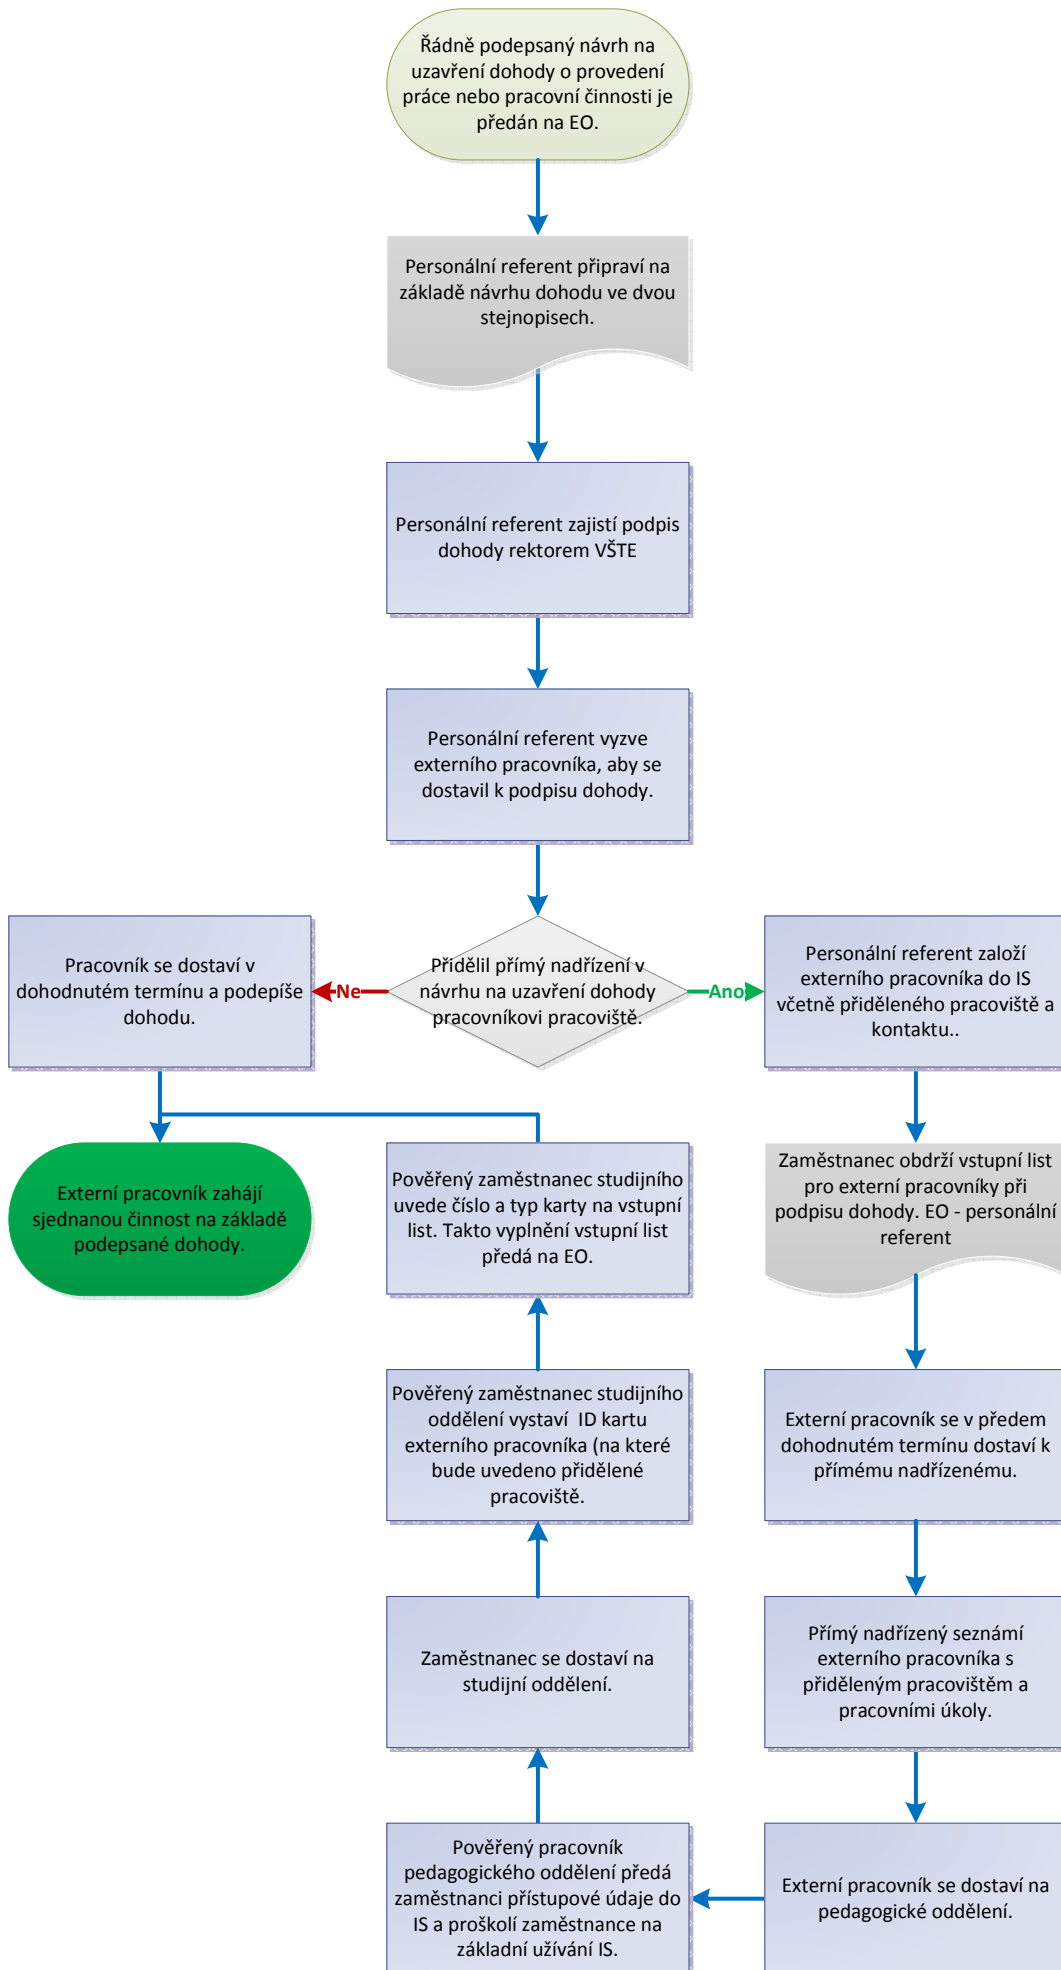 Řádně podepsaný návrh na
uzavření dohody o provedení
práce nebo pracovní činnosti je
předán na EO.
Personální referent připraví na
základě návrhu dohodu ve dvou
stejnopisech.
Personální referent zajistí podpis
dohody rektorem VŠTE
Personální referent vyzve
externího pracovníka, aby se
dostavil k podpisu dohody.
Pracovník se dostaví v
dohodnutém termínu a podepíše
dohodu.
Ne
Přidělil přímý nadřízení v
návrhu na uzavření dohody
pracovníkovi pracoviště.
Ano
Personální referent založí
externího pracovníka do IS
včetně přiděleného pracoviště a
kontaktu..
Externí pracovník zahájí
sjednanou činnost na základě
podepsané dohody.
Pověřený zaměstnanec studijního
uvede číslo a typ karty na vstupní
list. Takto vyplnění vstupní list
předá na EO.
Zaměstnanec obdrží vstupní list
pro externí pracovníky při
podpisu dohody. EO - personální
referent
Pověřený zaměstnanec studijního
oddělení vystaví  ID kartu
externího pracovníka (na které
bude uvedeno přidělené
pracoviště.
Externí pracovník se v předem
dohodnutém termínu dostaví k
přímému nadřízenému.
Zaměstnanec se dostaví na
studijní oddělení.
Přímý nadřízený seznámí
externího pracovníka s
přiděleným pracovištěm a
pracovními úkoly.
Pověřený pracovník
pedagogického oddělení předá
zaměstnanci přístupové údaje do
IS a proškolí zaměstnance na
základní užívání IS.
Externí pracovník se dostaví na
pedagogické oddělení.